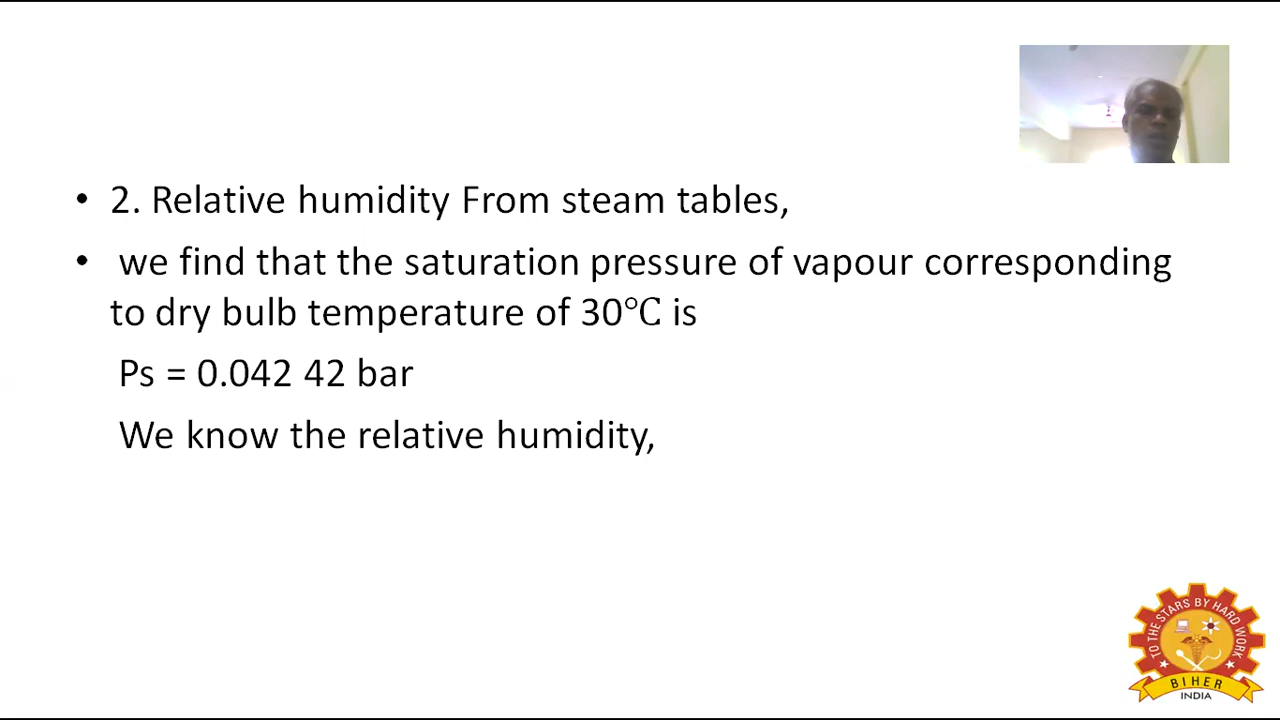 • 2. Relative humidity From steam tables,
• we find that the saturation pressure of vapour corresponding
to dry bulb temperature of 30℃ is
Ps = 0.042 42 bar
We know the relative humidity,
TO THE STARS BY HARD WORK
BIHER
INDIA